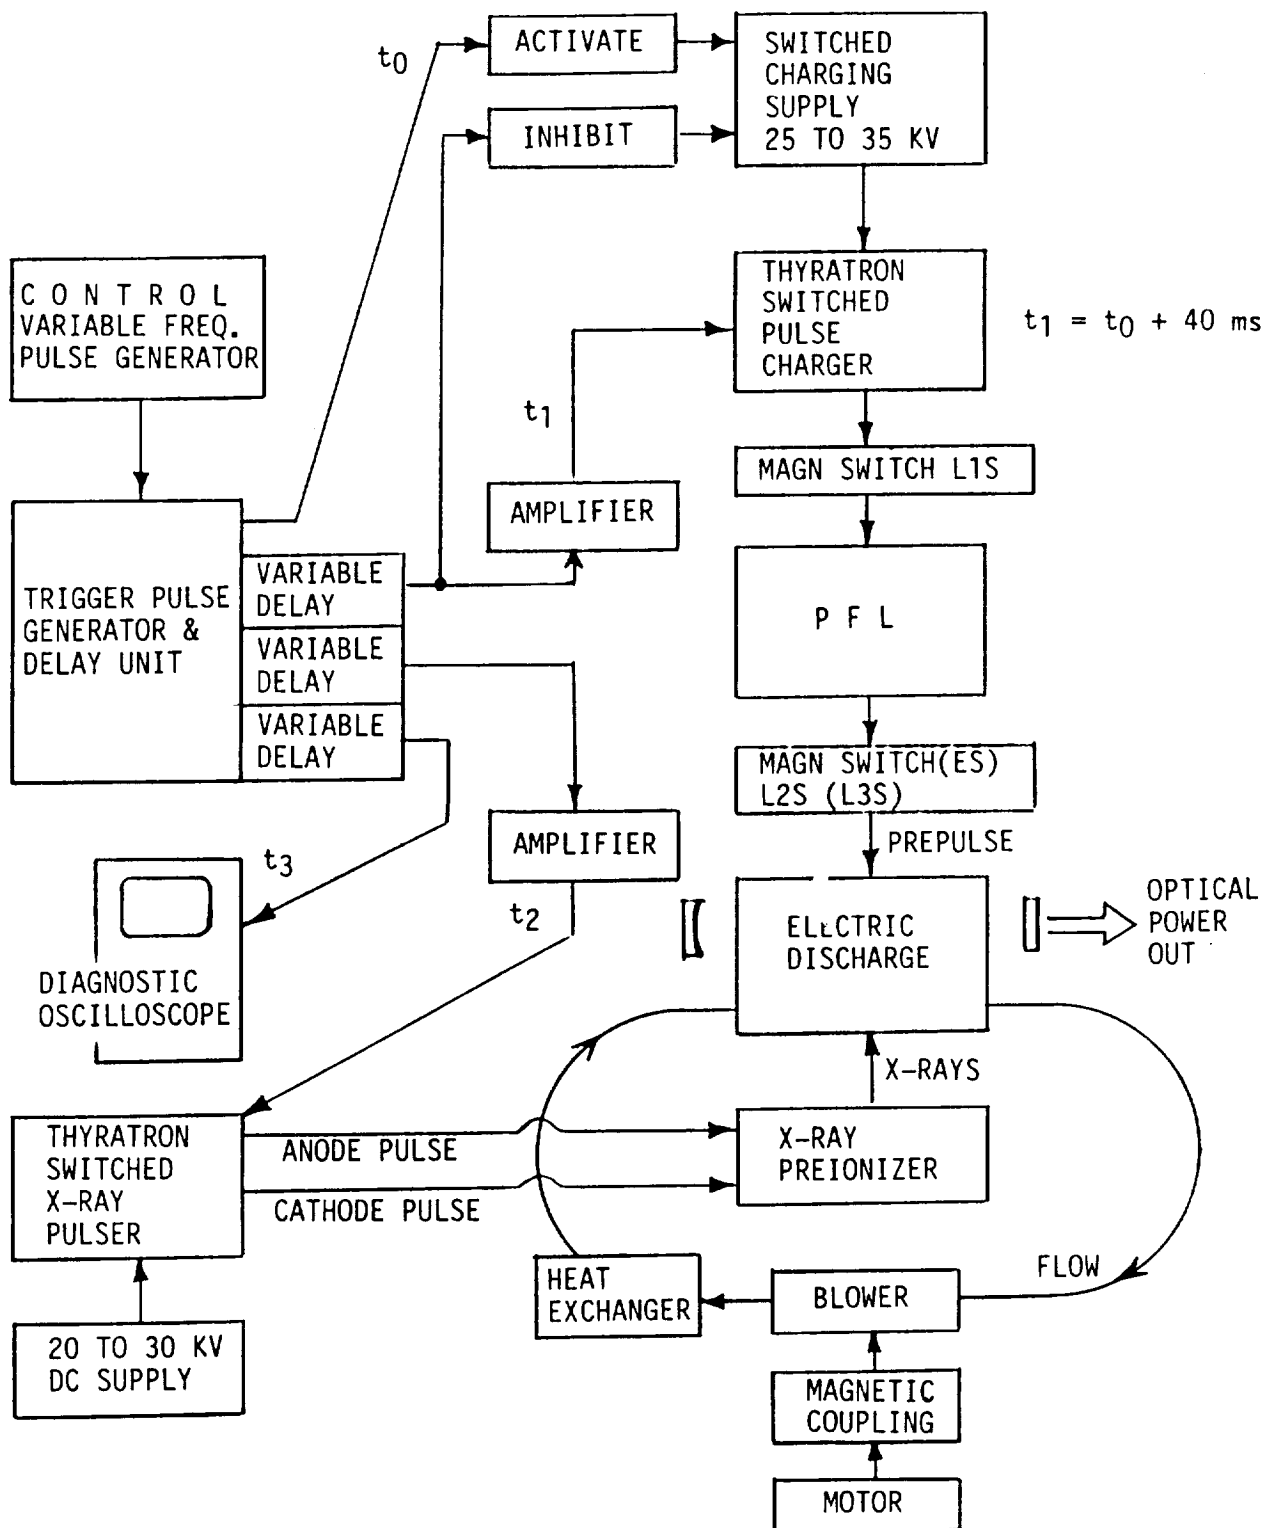 t0
ACTIVATE
INHIBIT
SWITCHED
CHARGING
SUPPLY
25 TO 35 KV
C O N T R O L
VARIABLE FREQ.
PULSE GENERATOR
THYRATRON
SWITCHED
PULSE
CHARGER
t1 = t0 + 40 ms
t1
MAGN SWITCH L1S
AMPLIFIER
TRIGGER PULSE
GENERATOR &
DELAY UNIT
VARIABLE
DELAY
VARIABLE
DELAY
VARIABLE
DELAY
P F L
MAGN SWITCH(ES)
L2S (L3S)
PREPULSE
AMPLIFIER
t2
t3
DIAGNOSTIC
OSCILLOSCOPE
ELECTRIC
DISCHARGE
OPTICAL
POWER
OUT
X-RAYS
THYRATRON
SWITCHED
X-RAY
PULSER
ANODE PULSE
CATHODE PULSE
X-RAY
PREIONIZER
FLOW
HEAT
EXCHANGER
BLOWER
20 TO 30 KV
DC SUPPLY
MAGNETIC
COUPLING
MOTOR